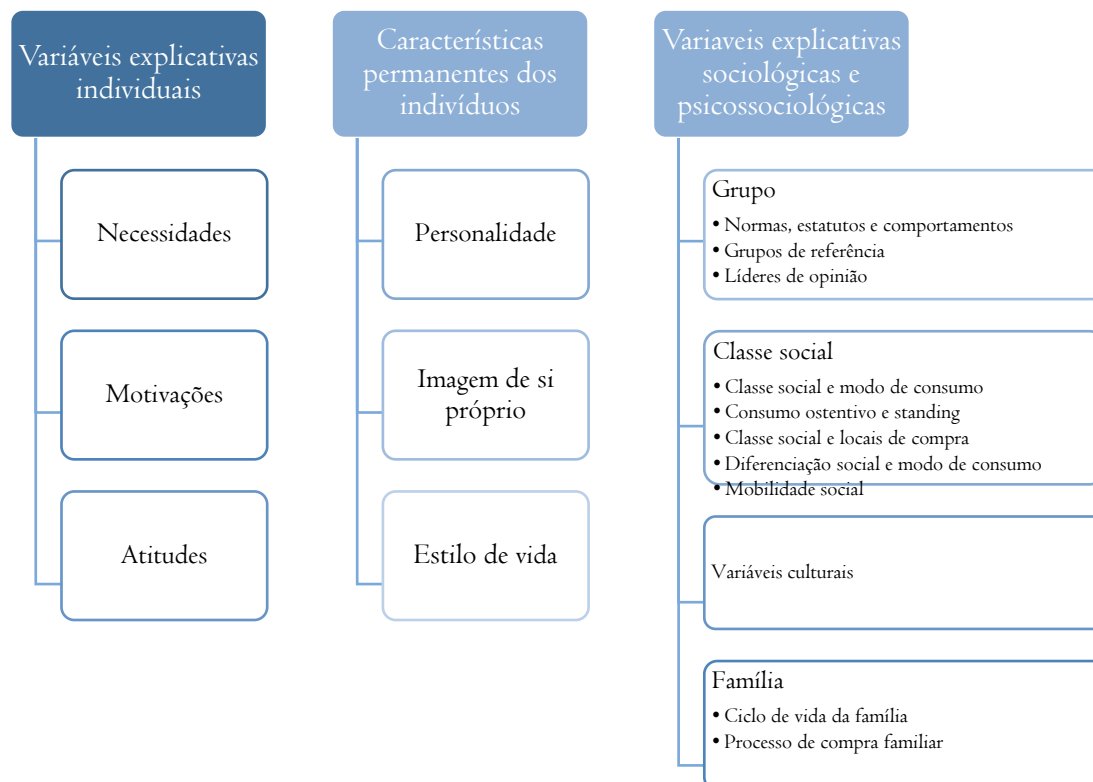 Variáveis explicativas
individuais
Necessidades
Motivações
Atitudes
Características
permanentes dos
indivíduos
Personalidade
Imagem de si
próprio
Estilo de vida
Variaveis explicativas
sociológicas e
psicossociológicas
Grupo
• Normas, estatutos e comportamentos
• Grupos de referência
• Líderes de opinião
Classe social
• Classe social e modo de consumo
• Consumo ostentivo e standing
• Classe social e locais de compra
• Diferenciação social e modo de consumo
• Mobilidade social
Variáveis culturais
Família
• Ciclo de vida da família
• Processo de compra familiar